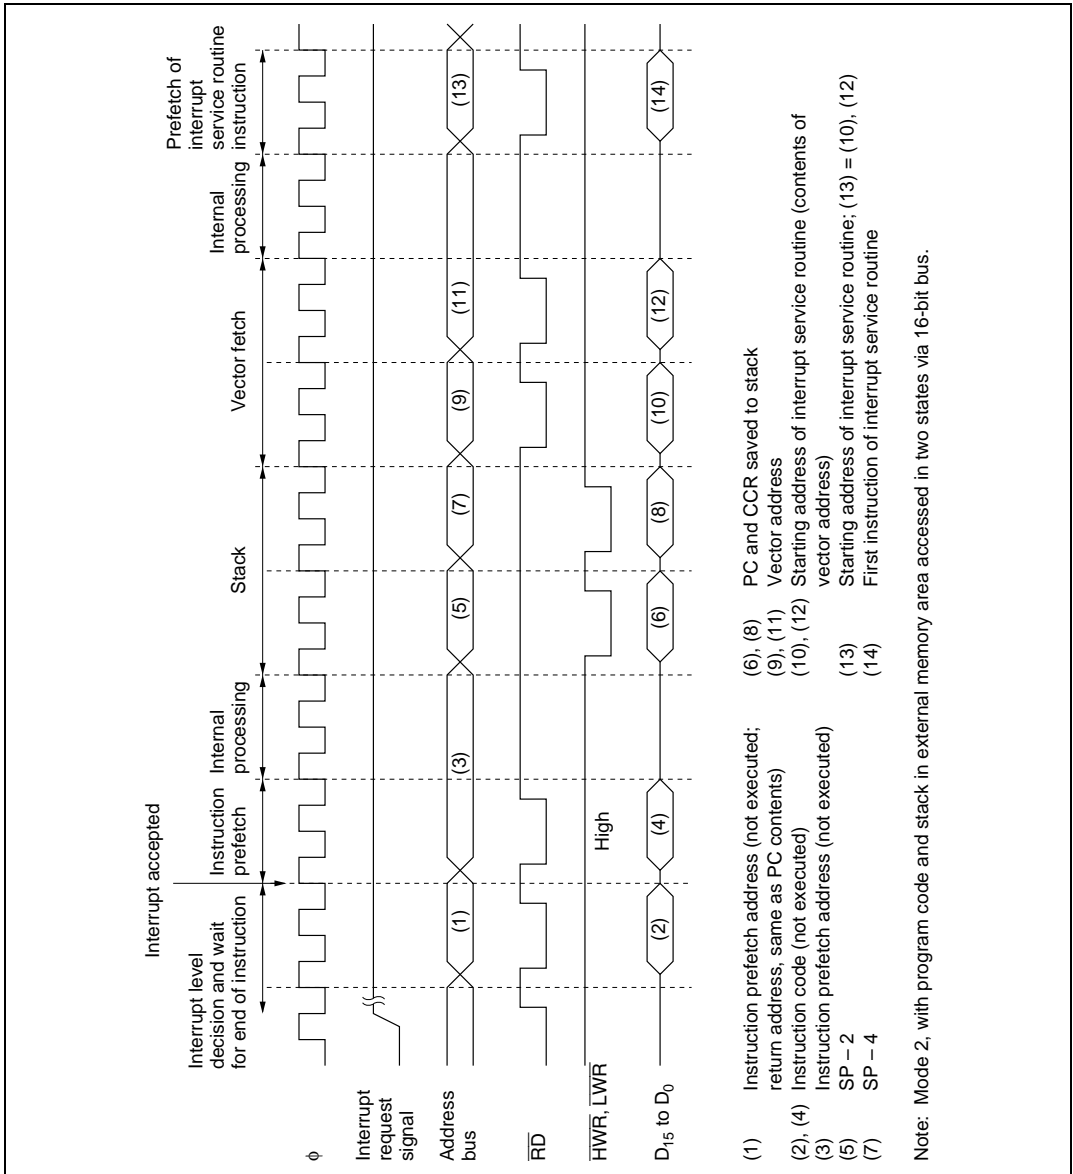 Interrupt accepted
Interrupt level
decision and wait
for end of instruction
Instruction
prefetch
Internal
processing
Stack
Vector fetch
Internal
processing
Prefetch of
interrupt
service routine
instruction
φ
Interrupt
request
signal
Address
bus
(1)
(3)
(5)
(7)
(9)
(11)
(13)
RD
HWR, LWR
High
D15 to D0
(2)
(4)
(6)
(8)
(10)
(12)
(14)
(1) Instruction prefetch address (not executed;
return address, same as PC contents)
(2), (4) Instruction code (not executed)
(3) Instruction prefetch address (not executed)
(5) SP – 2
(7) SP – 4
(6), (8) PC and CCR saved to stack
(9), (11) Vector address
(10), (12) Starting address of interrupt service routine (contents of
vector address)
(13) Starting address of interrupt service routine; (13) = (10), (12)
(14) First instruction of interrupt service routine
Note: Mode 2, with program code and stack in external memory area accessed in two states via 16-bit bus.